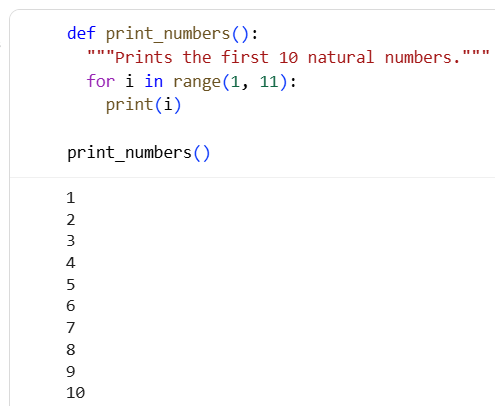 def print_numbers():
  """Prints the first 10 natural numbers."""
  for i in range(1, 11):
    print(i)

print_numbers()
1
2
3
4
5
6
7
8
9
10